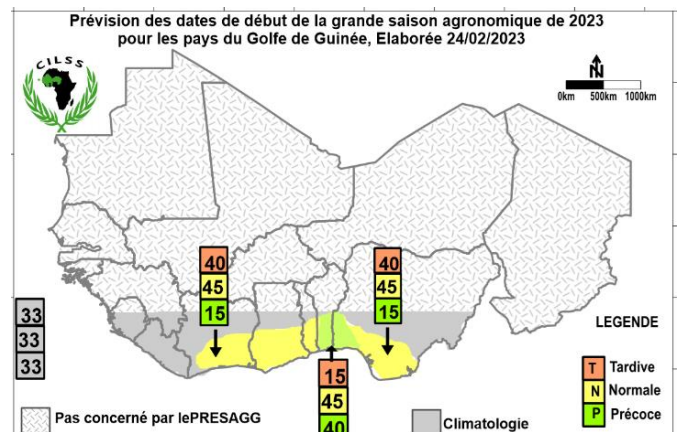 Prévision des dates de début de la grande saison agronomique de 2023
pour les pays du Golfe de Guinée, Elaborée 24/02/2023
CILSS
N
0km 500km 1000km
40
45
15
40
45
15
33
33
33
15
45
40
LEGENDE
T Tardive
N Normale
P Précoce
Pas concerné par lePRESAGG
Climatologie